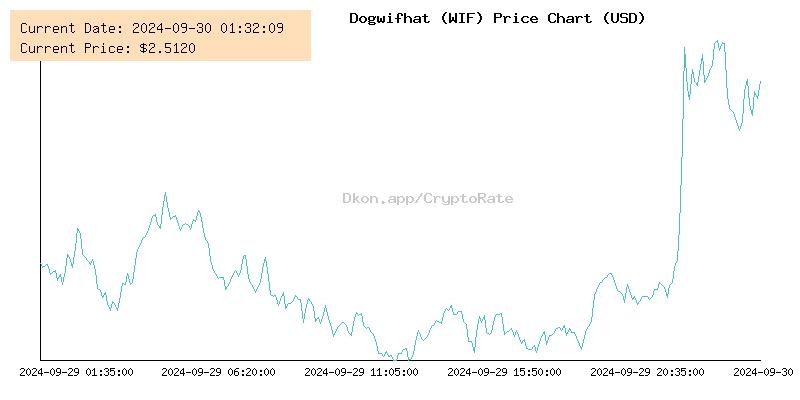 Dogwifhat (WIF) Price Chart (USD)
Current Date: 2024-09-30 01:32:09
Current Price: $2.5120
Dkon.app/CryptoRate
2024-09-29 01:35:00 2024-09-29 06:20:00 2024-09-29 11:05:00 2024-09-29 15:50:00 2024-09-29 20:35:00 2024-09-30